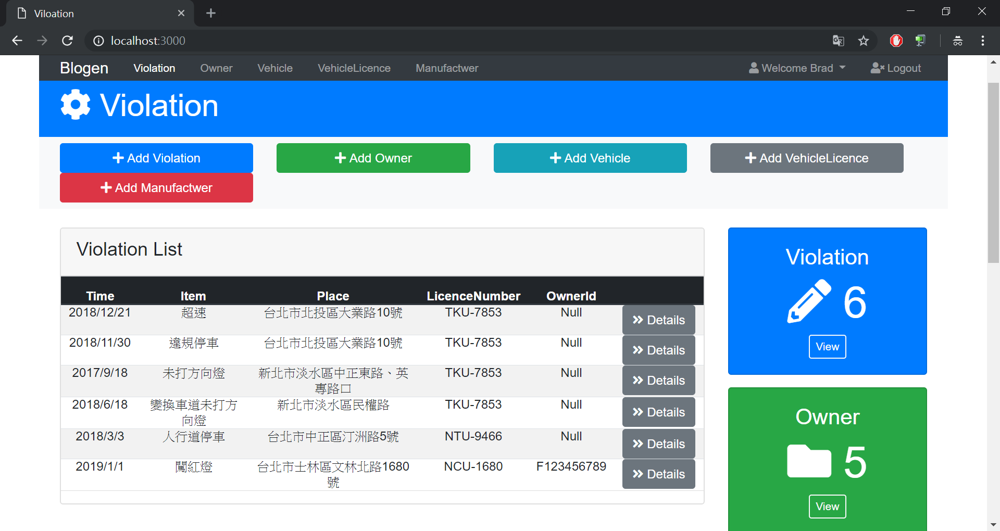 Viloation
localhost:3000
Blogen Violation Owner Vehicle VehicleLicence Manufactwer Welcome Brad Logout
Violation
Add Violation Add Owner Add Vehicle Add VehicleLicence
Add Manufactwer
Violation List
Time Item Place LicenceNumber OwnerId
2018/12/21 超速 台北市北投區大業路10號 TKU-7853 Null Details
2018/11/30 違規停車 台北市北投區大業路10號 TKU-7853 Null Details
2017/9/18 未打方向燈 新北市淡水區中正東路、英 TKU-7853 Null Details
專路口
2018/6/18 變換車道未打方 新北市淡水區民權路 TKU-7853 Null Details
向燈
2018/3/3 人行道停車 台北市中正區汀洲路5號 NTU-9466 Null Details
2019/1/1 闖紅燈 台北市士林區文林北路1680 NCU-1680 F123456789 Details
號
Violation
6
View
Owner
5
View